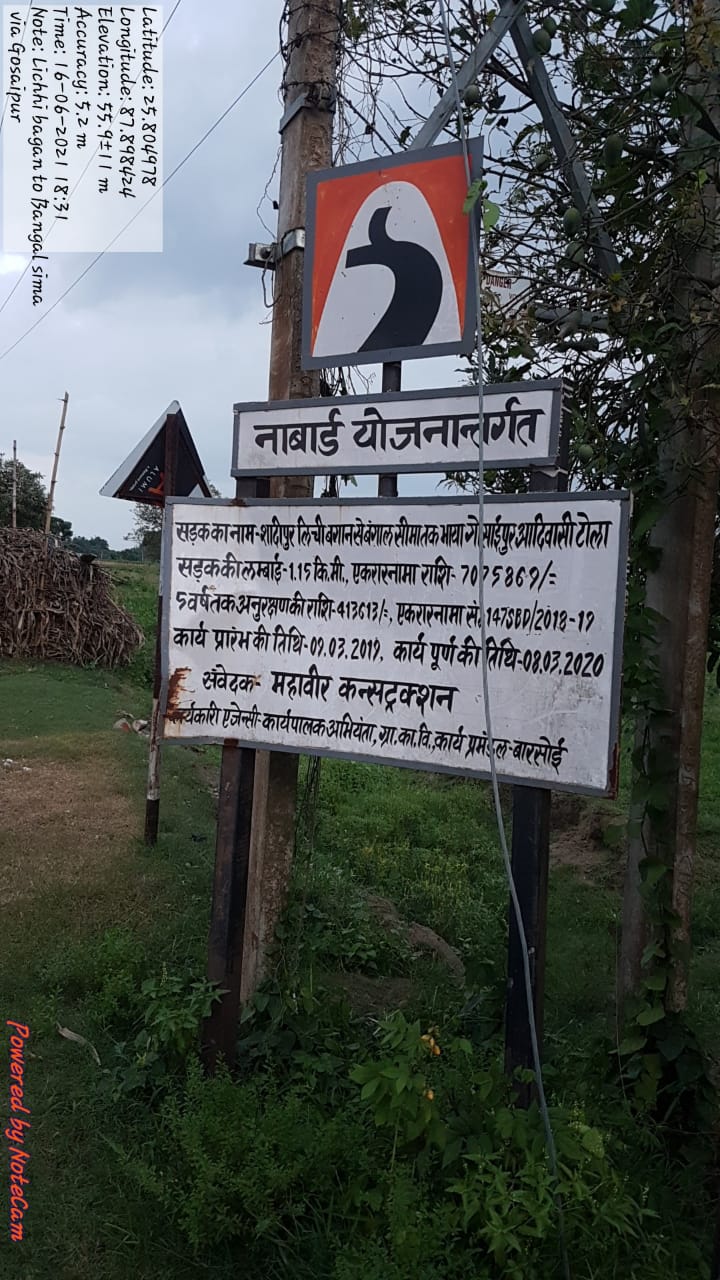 Latitude: 25.804978
Longitude: 87.898424
Elevation: 55.9±11 m
Accuracy: 5.2 m
Time: 16-06-2021 18:31
Note: Lichhi bagan to Bangal sima
via Gosaipur
DANGER
नाबार्ड योजनान्तर्गत
सड़क का नाम-शादीपुर लिची बगान से बंगाल सीमा तक भाया गोसाईपुर आदिवासी टोला
सड़क की लम्बाई-1.15 कि.मी., एकरारनामा राशि- 7075869/=
5 वर्ष तक अनुरक्षण की राशि-413613/=, एकरारनामा सं. 147SBD/2018-19
कार्य प्रारंभ की तिथि-09.03.2019, कार्य पूर्ण की तिथि-08.03.2020
संवेदक- महावीर कन्सट्रक्शन
कार्यकारी एजेन्सी-कार्यपालक अभियंता, ग्रा.का.वि.,कार्य प्रमंडल-बारसोई
Powered by NoteCam